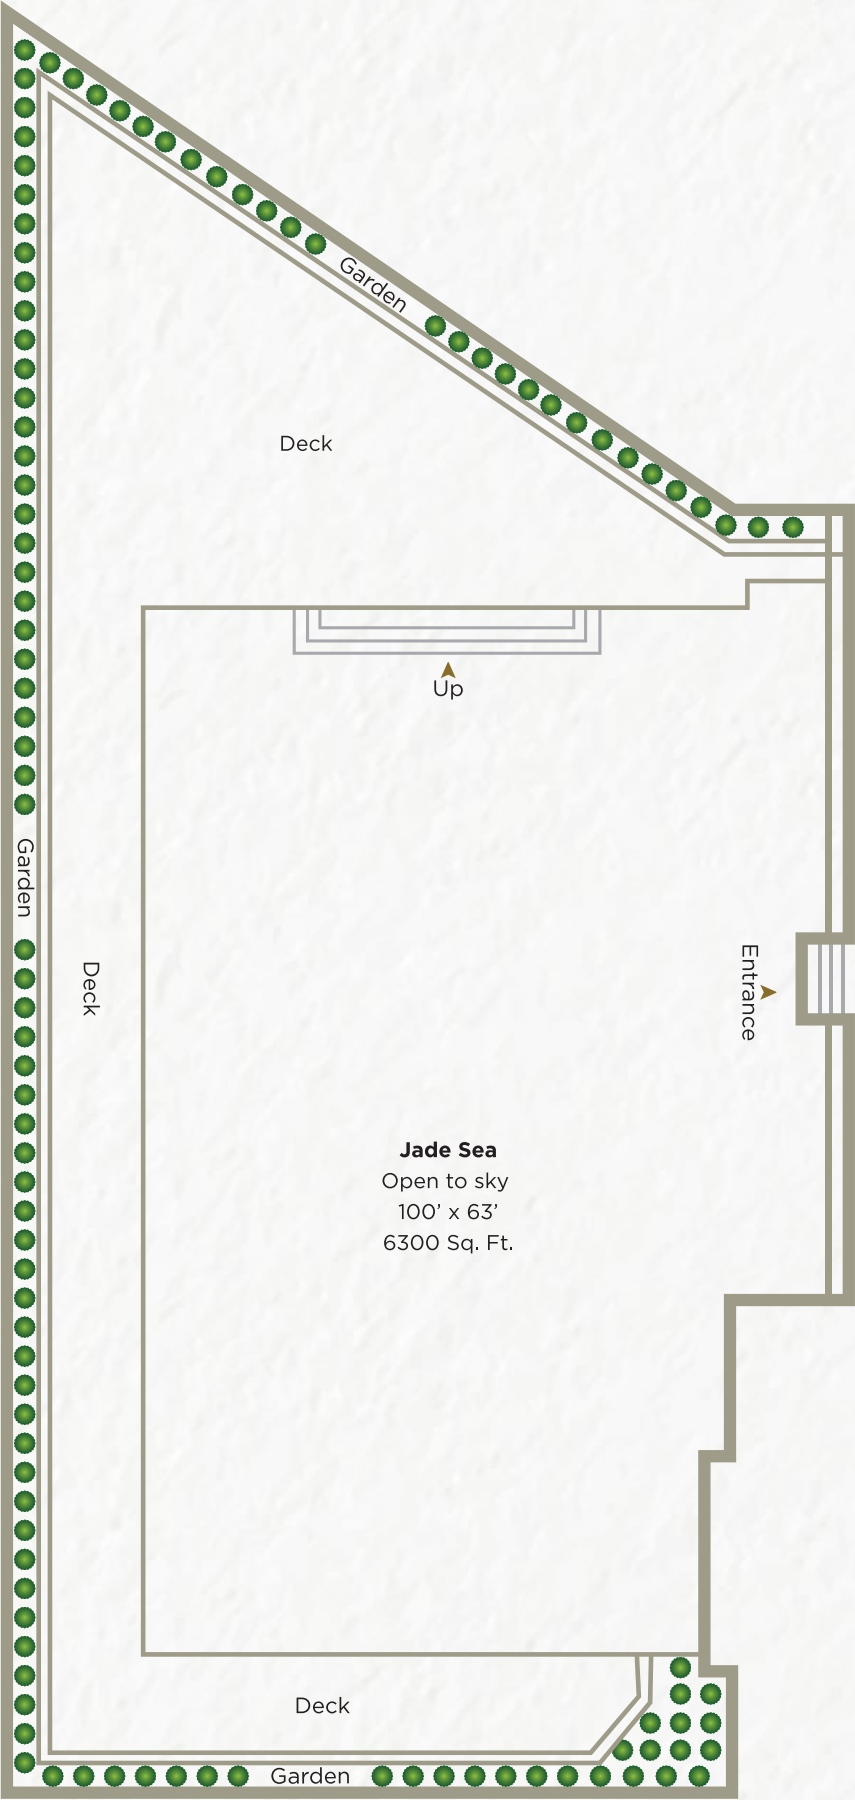 Garden
Deck
Up
Garden
Deck
Entrance
Jade Sea
Open to sky
100’ x 63’
6300 Sq. Ft.
Deck
Garden